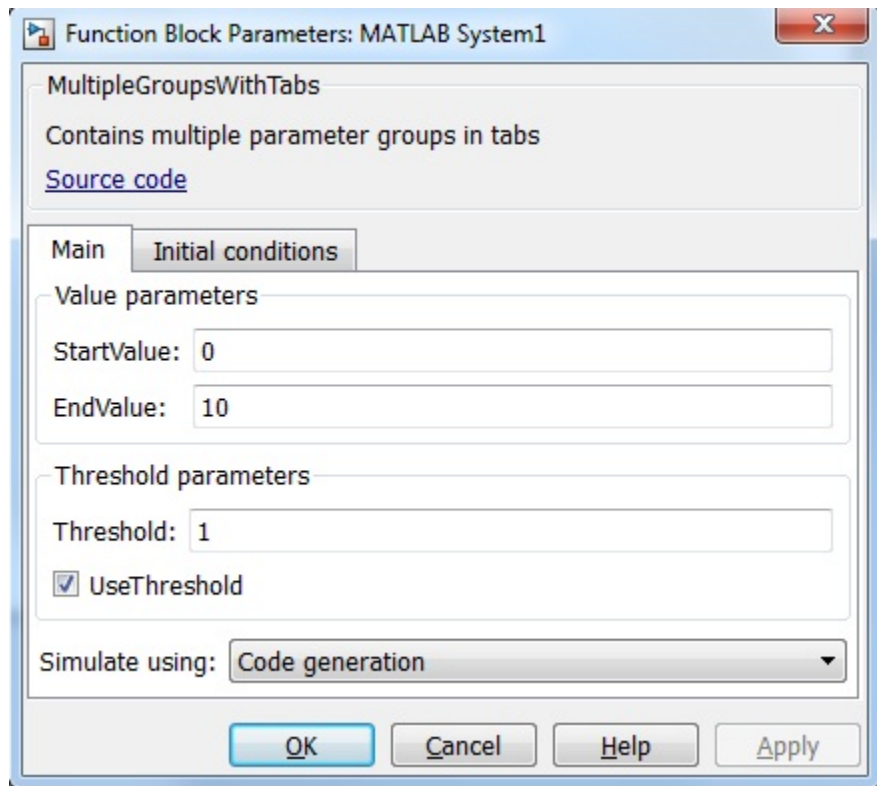 Function Block Parameters: MATLAB System1
MultipleGroupsWithTabs
Contains multiple parameter groups in tabs
Source code
Main Initial conditions
Value parameters
StartValue: 0
EndValue: 10
Threshold parameters
Threshold: 1
UseThreshold
Simulate using: Code generation
OK Cancel Help Apply